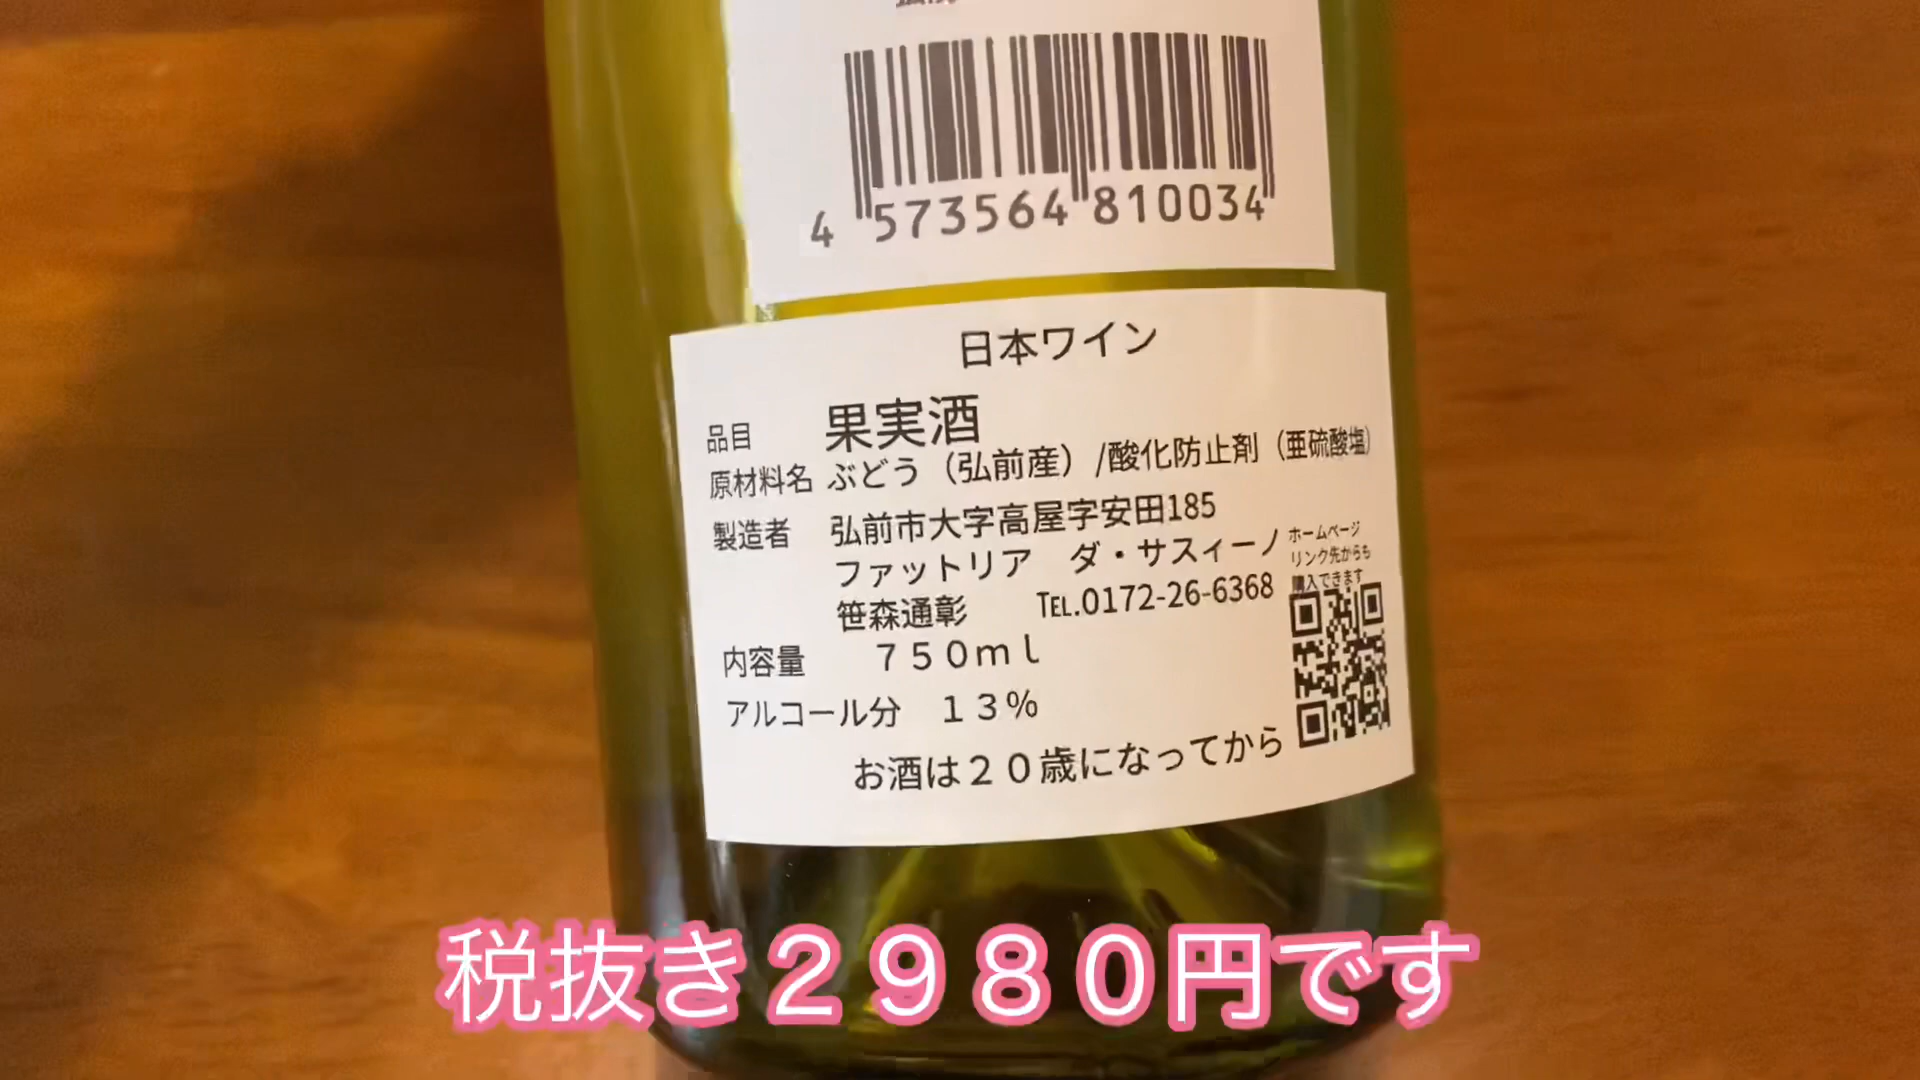 4 573564 810034
日本ワイン
品目 果実酒
原材料名 ぶどう（弘前産）/酸化防止剤（亜硫酸塩）
製造者 弘前市大字高屋字安田185
ファットリア ダ・サスィーノ
笹森通彰 TEL.0172-26-6368
ホームページ
リンク先からも
購入できます
内容量 ７５０ｍｌ
アルコール分 １３％
お酒は２０歳になってから
税抜き２９８０円です